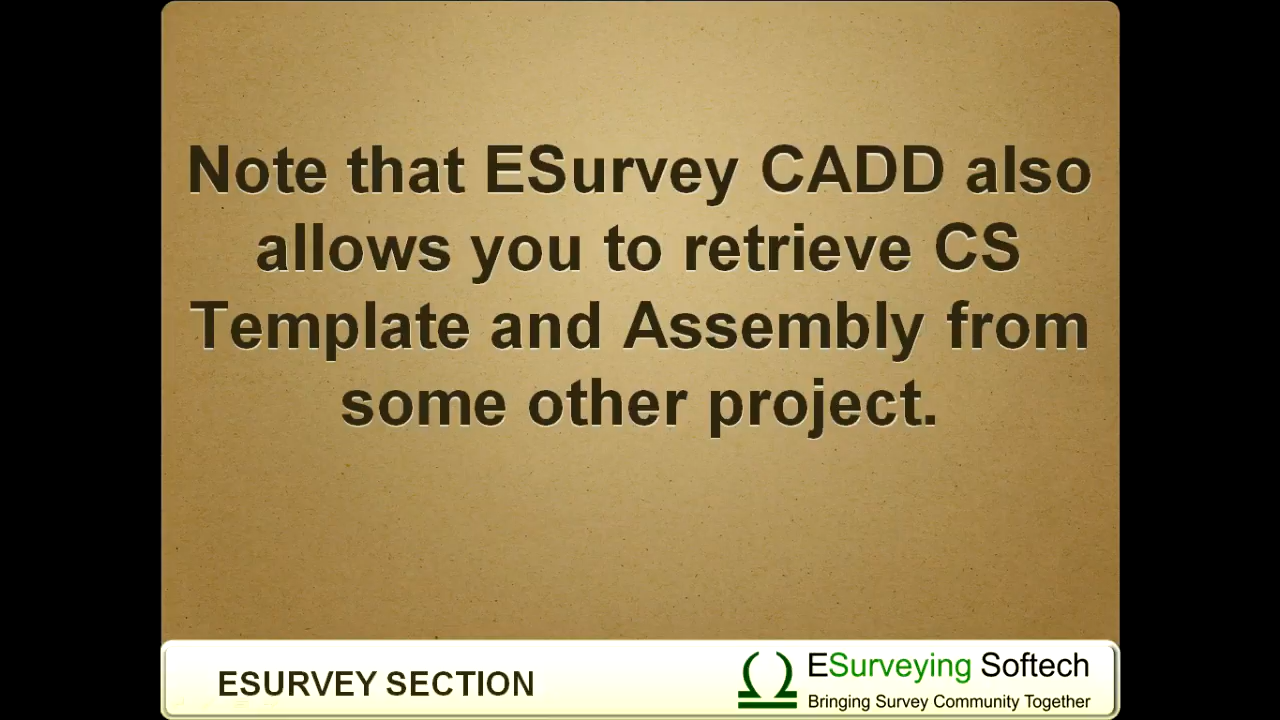 Note that ESurvey CADD also
allows you to retrieve CS
Template and Assembly from
some other project.
ESURVEY SECTION
ESurveying Softech
Bringing Survey Community Together